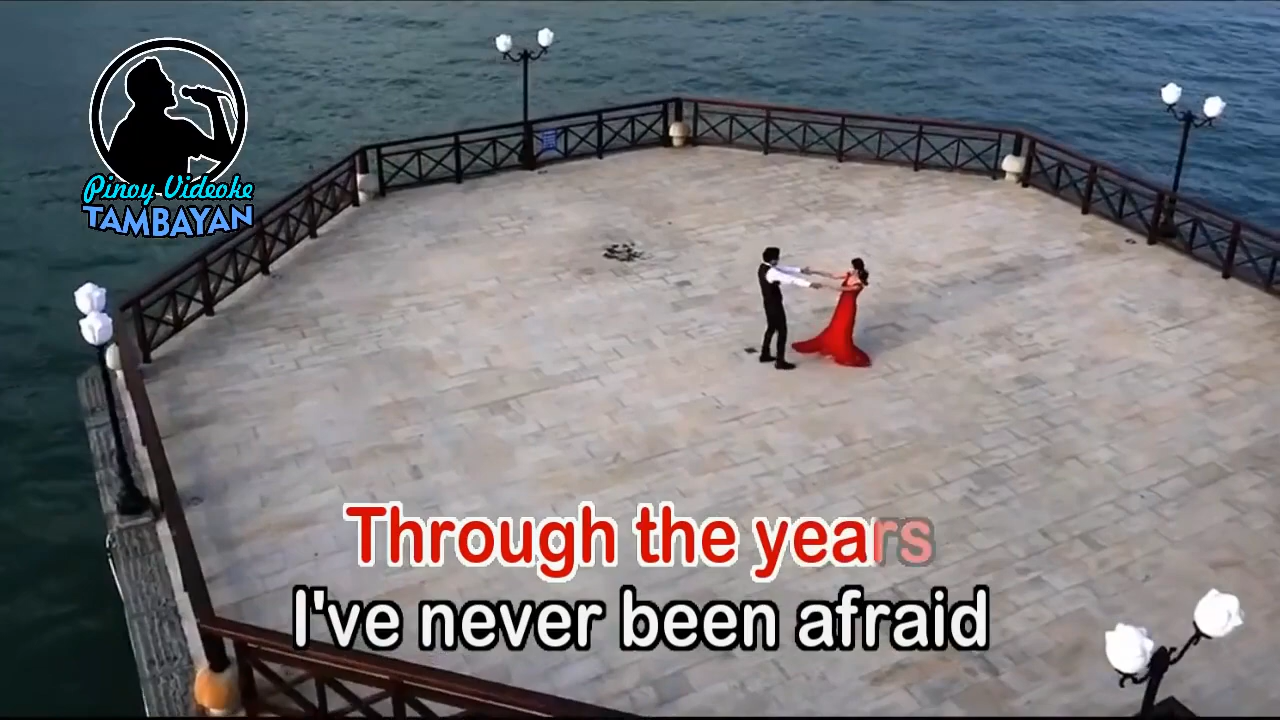 Pinoy Videoke
TAMBAYAN
Through the years
I've never been afraid